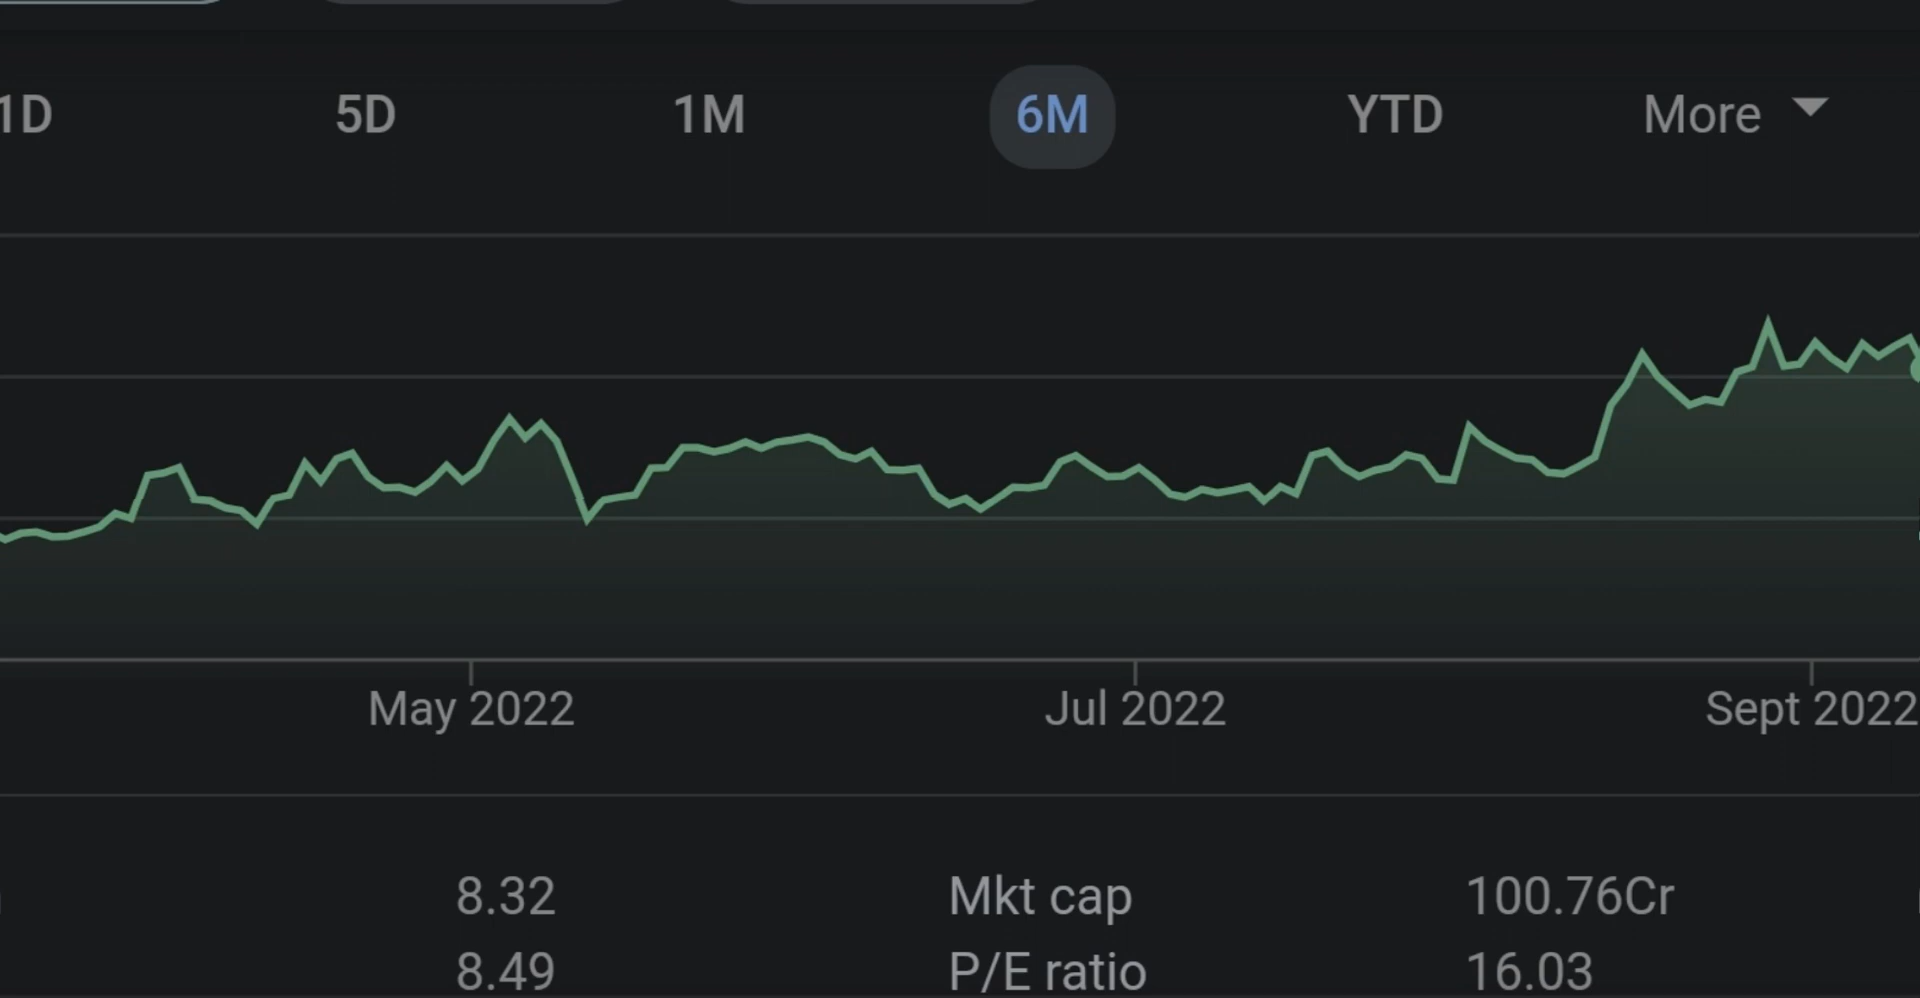 1D 5D 1M 6M YTD More
May 2022 Jul 2022 Sept 2022
8.32 Mkt cap 100.76Cr
8.49 P/E ratio 16.03